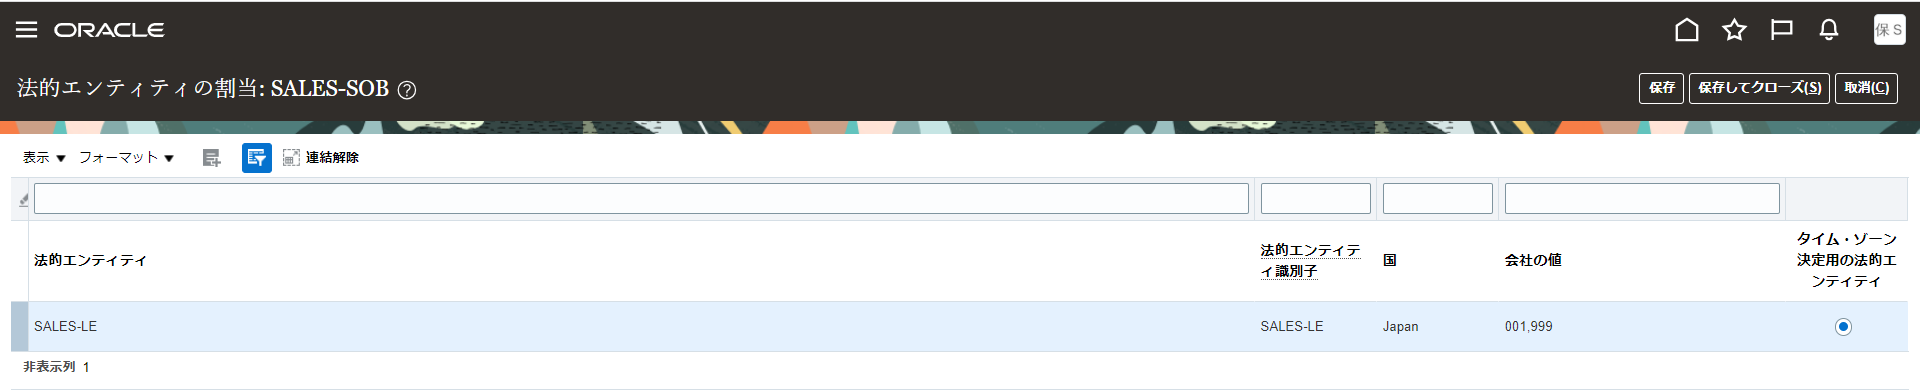 ORACLE
保 S
法的エンティティの割当: SALES-SOB ?
保存 保存してクローズ(S) 取消(C)
表示 ▼ フォーマット ▼ 連結解除
法的エンティティ
法的エンティテ
ィ識別子
国
会社の値
タイム・ゾーン
決定用の法的エ
ンティティ
SALES-LE SALES-LE Japan 001,999
非表示列 1